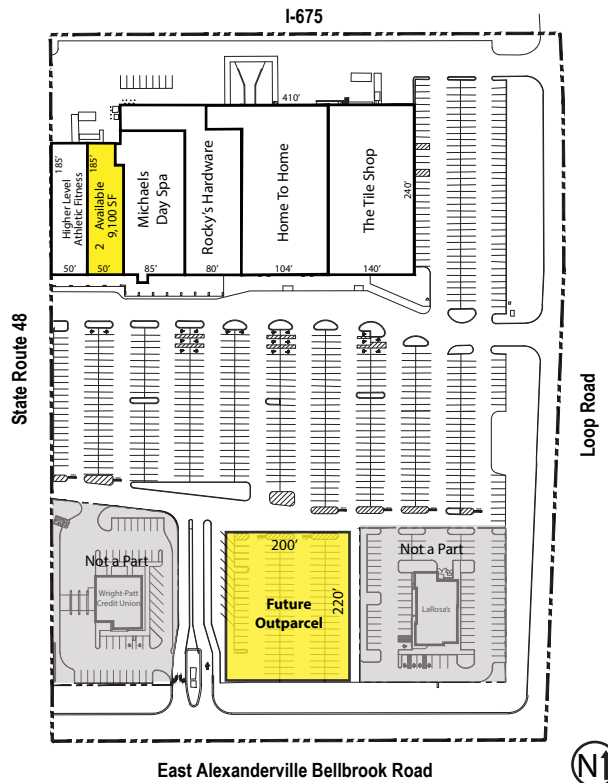 I-675
410'
185'
Higher Level
Athletic Fitness
50'
185'
2 Available
9,100 SF
50'
Michaels
Day Spa
85'
Rocky's Hardware
80'
Home To Home
104'
The Tile Shop
240'
140'
State Route 48
Loop Road
Not a Part
Wright-Patt
Credit Union
200'
220'
Future
Outparcel
Not a Part
LaRosa's
East Alexanderville Bellbrook Road
N